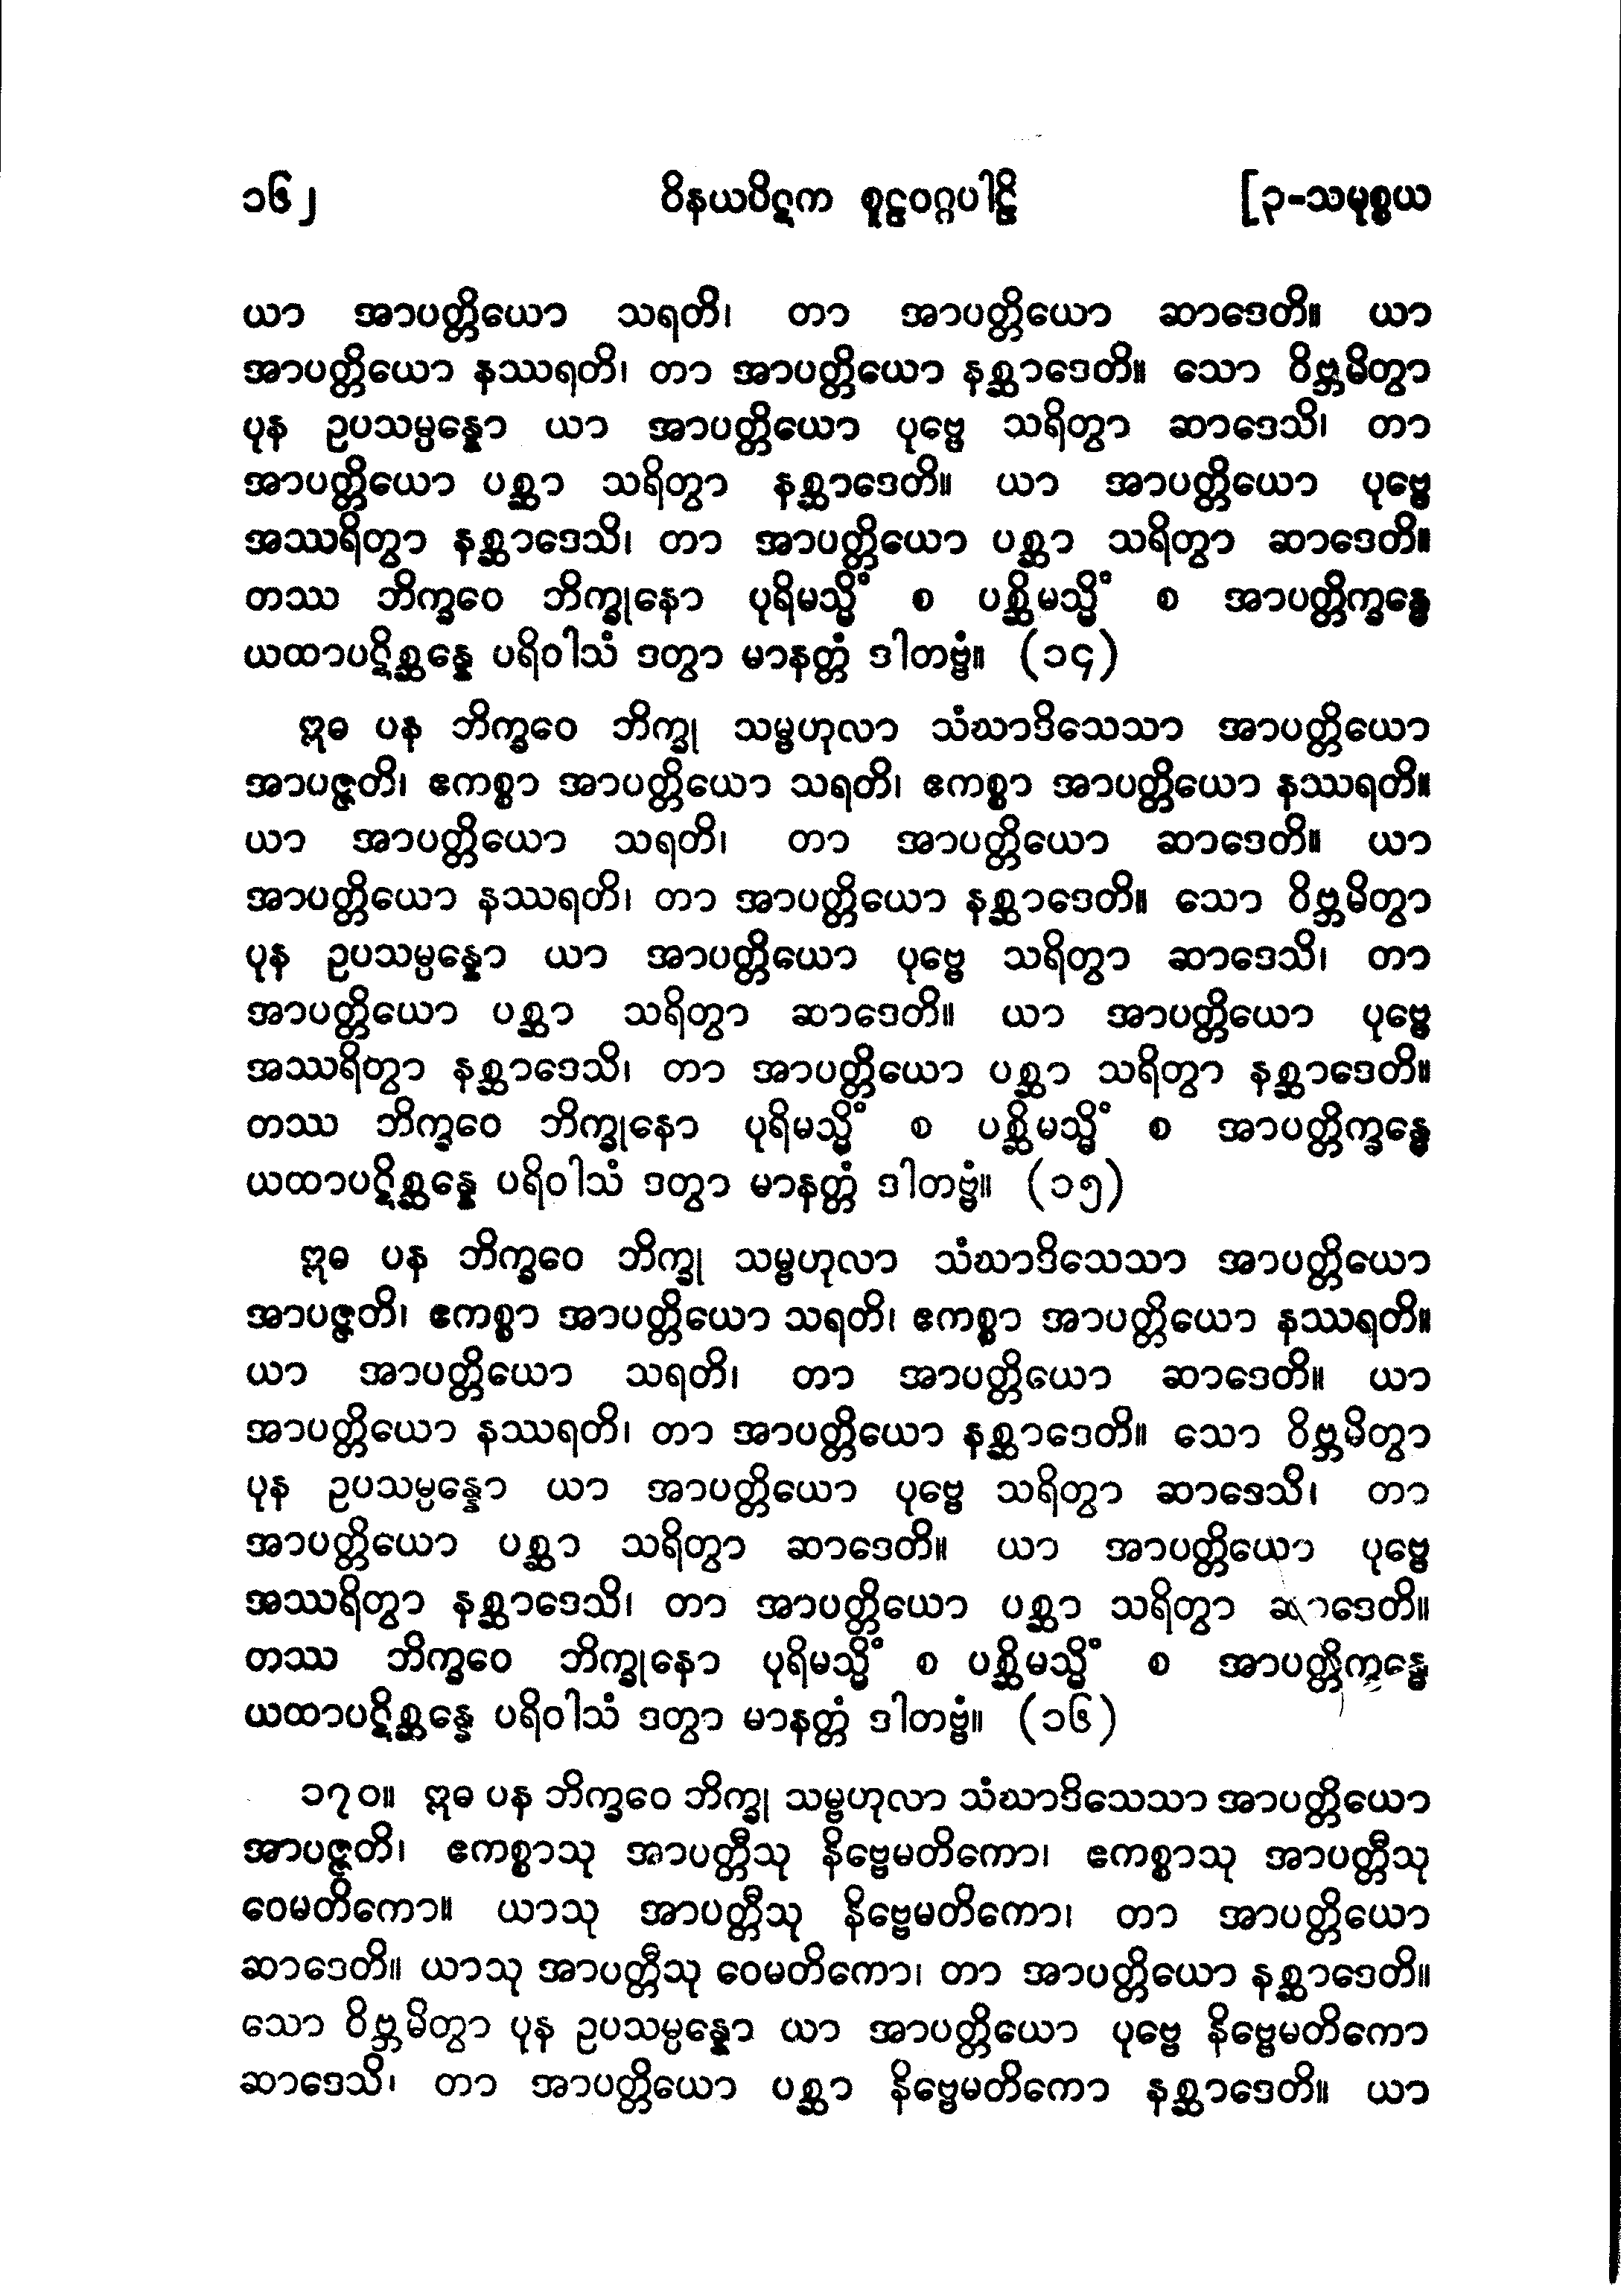 ၁၆၂ ဝိနယပိဋက စူဠဝဂ္ဂပါဠိ [၃-သမုစ္စယ
ယာ အာပတ္တိယော သရတိ၊ တာ အာပတ္တိယော ဆာဒေတိ။ ယာ
အာပတ္တိယော နဿရတိ၊ တာ အာပတ္တိယော နစ္ဆာဒေတိ။ သော ဝိဗ္ဘမိတွာ
ပုန ဥပသမ္ပန္နော ယာ အာပတ္တိယော ပုဗ္ဗေ သရိတွာ ဆာဒေသိ၊ တာ
အာပတ္တိယော ပစ္ဆာ သရိတွာ နစ္ဆာဒေတိ။ ယာ အာပတ္တိယော ပုဗ္ဗေ
အဿရိတွာ နစ္ဆာဒေသိ၊ တာ အာပတ္တိယော ပစ္ဆာ သရိတွာ ဆာဒေတိ။
တဿ ဘိက္ခဝေ ဘိက္ခုနော ပုရိမသ္မိံ စ ပစ္ဆိမသ္မိံ စ အာပတ္တိက္ခန္ဓေ
ယထာပဋိစ္ဆန္နေ ပရိဝါသံ ဒတွာ မာနတ္တံ ဒါတဗ္ဗံ။ (၁၄)
ဣဓ ပန ဘိက္ခဝေ ဘိက္ခု သမ္ဗဟုလာ သံဃာဒိသေသာ အာပတ္တိယော
အာပဇ္ဇတိ၊ ဧကစ္စာ အာပတ္တိယော သရတိ၊ ဧကစ္စာ အာပတ္တိယော နဿရတိ။
ယာ အာပတ္တိယော သရတိ၊ တာ အာပတ္တိယော ဆာဒေတိ။ ယာ
အာပတ္တိယော နဿရတိ၊ တာ အာပတ္တိယော နစ္ဆာဒေတိ။ သော ဝိဗ္ဘမိတွာ
ပုန ဥပသမ္ပန္နော ယာ အာပတ္တိယော ပုဗ္ဗေ သရိတွာ ဆာဒေသိ၊ တာ
အာပတ္တိယော ပစ္ဆာ သရိတွာ ဆာဒေတိ။ ယာ အာပတ္တိယော ပုဗ္ဗေ
အဿရိတွာ နစ္ဆာဒေသိ၊ တာ အာပတ္တိယော ပစ္ဆာ သရိတွာ နစ္ဆာဒေတိ။
တဿ ဘိက္ခဝေ ဘိက္ခုနော ပုရိမသ္မိံ စ ပစ္ဆိမသ္မိံ စ အာပတ္တိက္ခန္ဓေ
ယထာပဋိစ္ဆန္နေ ပရိဝါသံ ဒတွာ မာနတ္တံ ဒါတဗ္ဗံ။ (၁၅)
ဣဓ ပန ဘိက္ခဝေ ဘိက္ခု သမ္ဗဟုလာ သံဃာဒိသေသာ အာပတ္တိယော
အာပဇ္ဇတိ၊ ဧကစ္စာ အာပတ္တိယော သရတိ၊ ဧကစ္စာ အာပတ္တိယော နဿရတိ။
ယာ အာပတ္တိယော သရတိ၊ တာ အာပတ္တိယော ဆာဒေတိ။ ယာ
အာပတ္တိယော နဿရတိ၊ တာ အာပတ္တိယော နစ္ဆာဒေတိ။ သော ဝိဗ္ဘမိတွာ
ပုန ဥပသမ္ပန္နော ယာ အာပတ္တိယော ပုဗ္ဗေ သရိတွာ ဆာဒေသိ၊ တာ
အာပတ္တိယော ပစ္ဆာ သရိတွာ ဆာဒေတိ။ ယာ အာပတ္တိယော ပုဗ္ဗေ
အဿရိတွာ နစ္ဆာဒေသိ၊ တာ အာပတ္တိယော ပစ္ဆာ သရိတွာ ဆာဒေတိ။
တဿ ဘိက္ခဝေ ဘိက္ခုနော ပုရိမသ္မိံ စ ပစ္ဆိမသ္မိံ စ အာပတ္တိက္ခန္ဓေ
ယထာပဋိစ္ဆန္နေ ပရိဝါသံ ဒတွာ မာနတ္တံ ဒါတဗ္ဗံ။ (၁၆)
၁၇၀။ ဣဓ ပန ဘိက္ခဝေ ဘိက္ခု သမ္ဗဟုလာ သံဃာဒိသေသာ အာပတ္တိယော
အာပဇ္ဇတိ၊ ဧကစ္စာသု အာပတ္တီသု နိဗ္ဗေမတိကော၊ ဧကစ္စာသု အာပတ္တီသု
ဝေမတိကော။ ယာသု အာပတ္တီသု နိဗ္ဗေမတိကော၊ တာ အာပတ္တိယော
ဆာဒေတိ။ ယာသု အာပတ္တီသု ဝေမတိကော၊ တာ အာပတ္တိယော နစ္ဆာဒေတိ။
သော ဝိဗ္ဘမိတွာ ပုန ဥပသမ္ပန္နော ယာ အာပတ္တိယော ပုဗ္ဗေ နိဗ္ဗေမတိကော
ဆာဒေသိ၊ တာ အာပတ္တိယော ပစ္ဆာ နိဗ္ဗေမတိကော နစ္ဆာဒေတိ။ ယာ